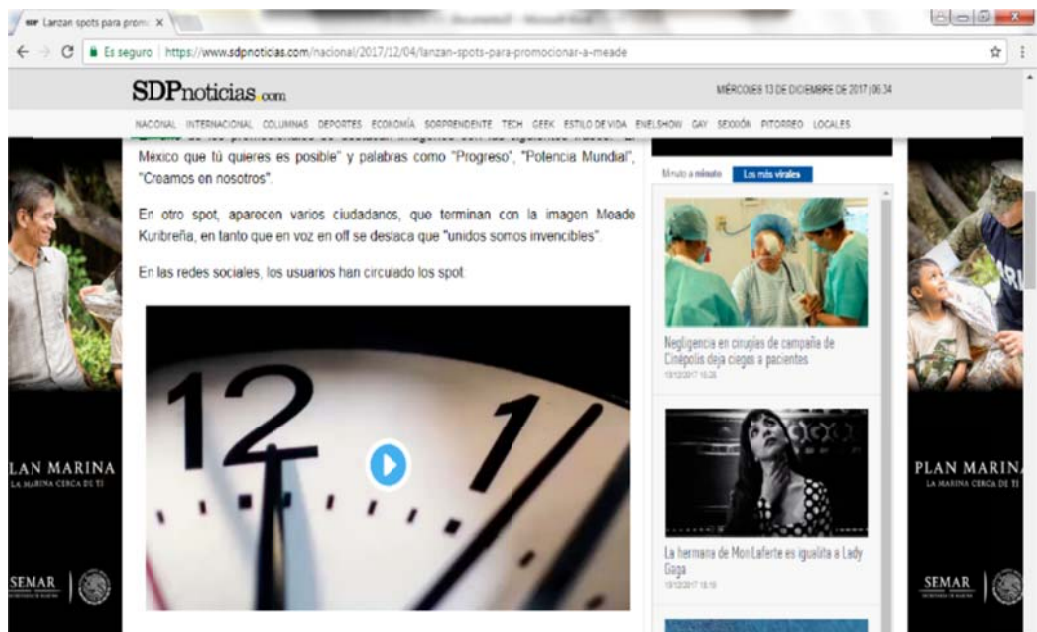 SDP Lanzan spots para prom
Es seguro | https://www.sdpnoticias.com/nacional/2017/12/04/lanzan-spots-para-promocionar-a-meade
SDPnoticias.com
MIÉRCOLES 13 DE DICIEMBRE DE 2017 | 06:34
NACIONAL INTERNACIONAL COLUMNAS DEPORTES ECONOMÍA SORPRENDENTE TECH GEEK ESTILO DE VIDA ENELSHOW GAY SEXXIÓN PITORREO LOCALES
México que tú quieres es posible" y palabras como "Progreso", "Potencia Mundial",
"Creamos en nosotros".
En otro spot, aparecen varios ciudadanos, que terminan con la imagen Meade
Kuribreña, en tanto que en voz en off se destaca que "unidos somos invencibles".
En las redes sociales, los usuarios han circulado los spot:
12
1
Minuto a minuto
Los más virales
Negligencia en cirugías de campaña de
Cinépolis deja ciegos a pacientes
La hermana de Mon Laferte es igualita a Lady
Gaga
LAN MARINA
LA MARINA CERCA DE TI
SEMAR
PLAN MARIN
LA MARINA CERCA DE TI
SEMAR